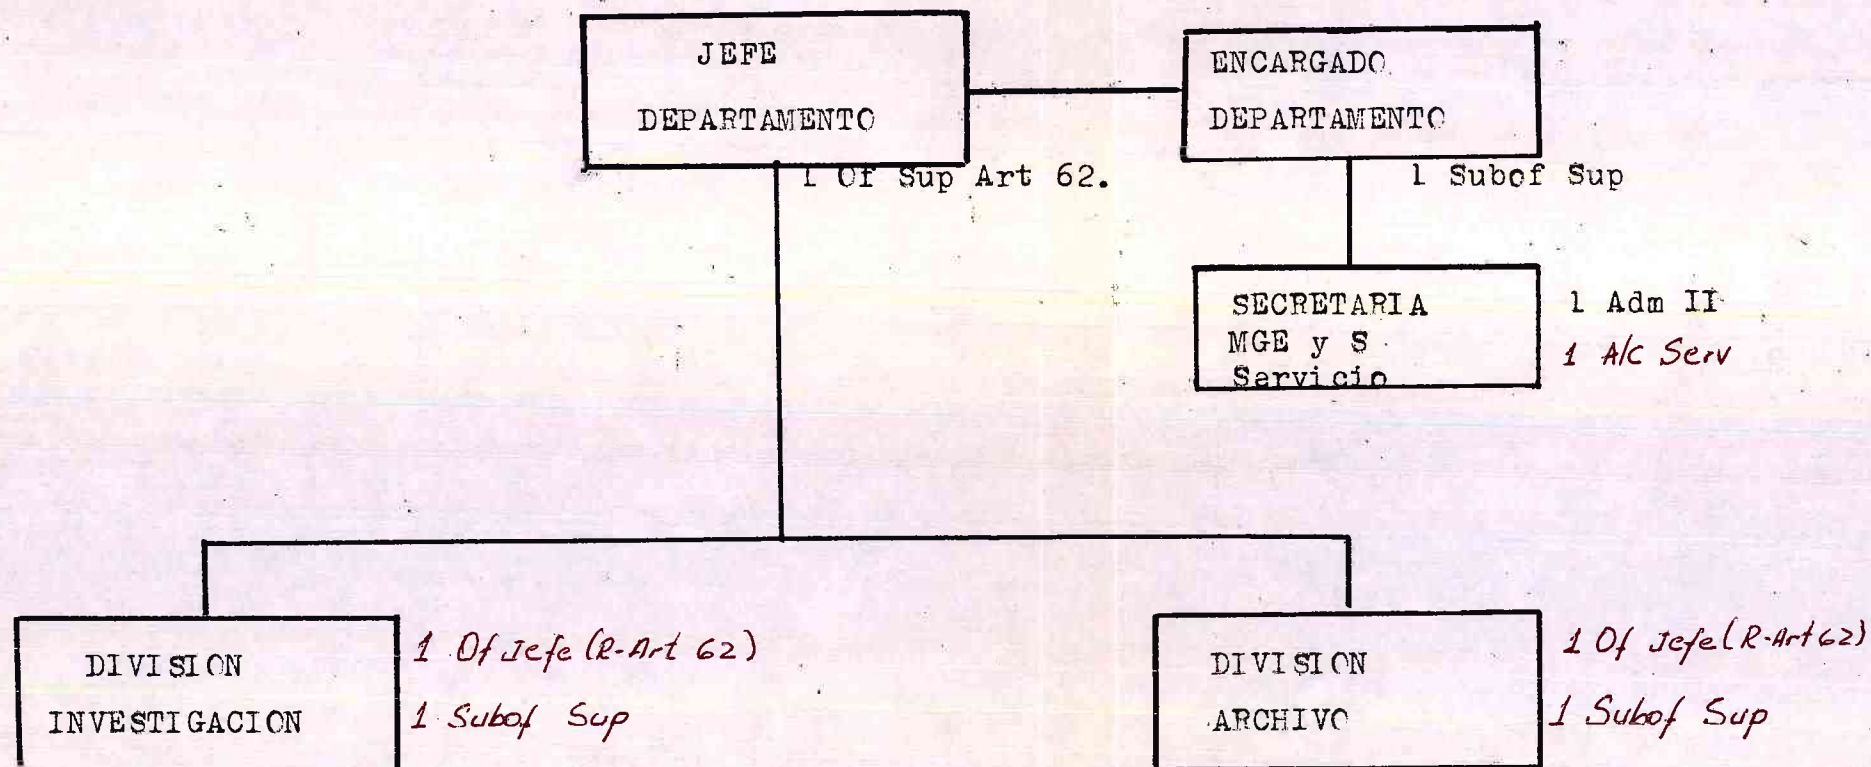 JEFE
DEPARTAMENTO
1 Of Sup Art 62.
ENCARGADO
DEPARTAMENTO
1 Subof Sup
SECRETARIA
MGE y S
Servicio
1 Adm II
1 A/C Serv
DIVISION
INVESTIGACION
1 Of Jefe (R-Art 62)
1 Subof Sup
DIVISION
ARCHIVO
1 Of Jefe (R-Art 62)
1 Subof Sup